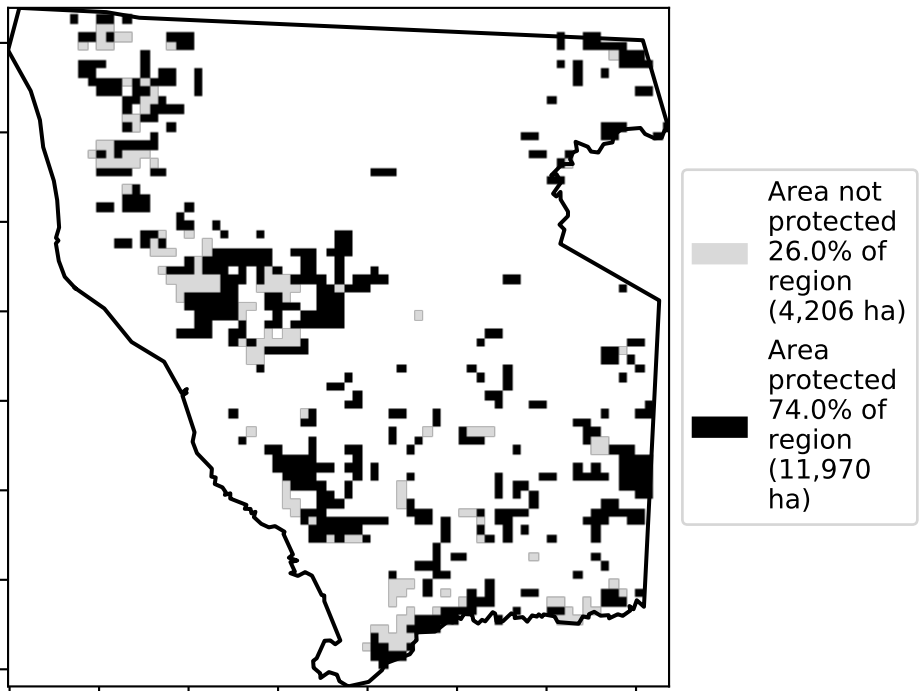 Area not
protected
26.0% of
region
(4,206 ha)
Area
protected
74.0% of
region
(11,970
ha)